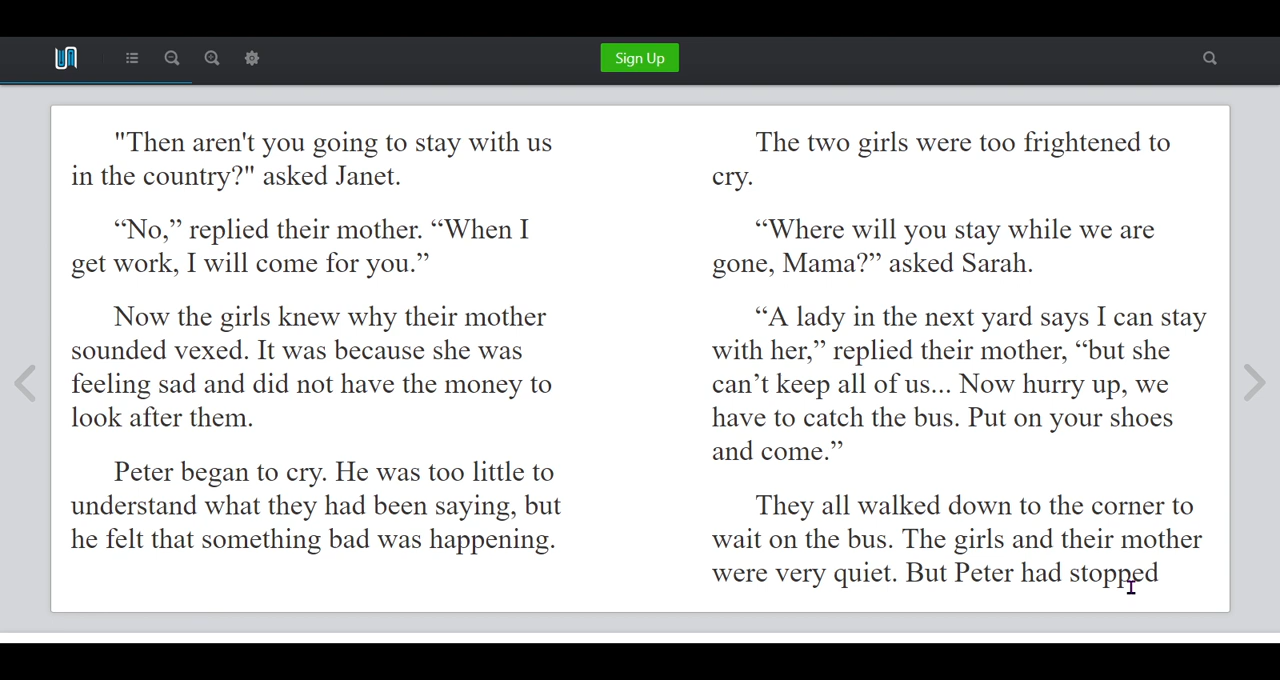 Sign Up
"Then aren't you going to stay with us
in the country?" asked Janet.
“No,” replied their mother. “When I
get work, I will come for you.”
Now the girls knew why their mother
sounded vexed. It was because she was
feeling sad and did not have the money to
look after them.
Peter began to cry. He was too little to
understand what they had been saying, but
he felt that something bad was happening.
The two girls were too frightened to
cry.
“Where will you stay while we are
gone, Mama?” asked Sarah.
“A lady in the next yard says I can stay
with her,” replied their mother, “but she
can’t keep all of us... Now hurry up, we
have to catch the bus. Put on your shoes
and come.”
They all walked down to the corner to
wait on the bus. The girls and their mother
were very quiet. But Peter had stopped